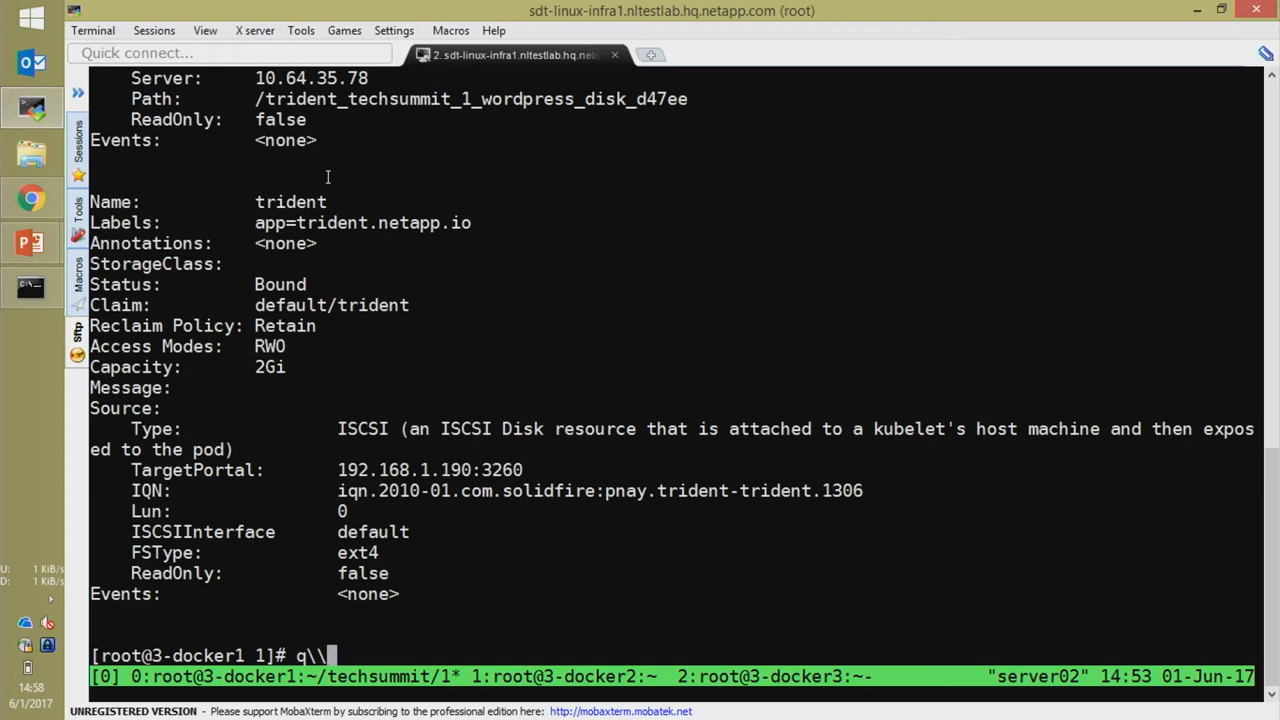 sdt-linux-infra1.nltestlab.hq.netapp.com (root)
Terminal Sessions View X server Tools Games Settings Macros Help
Quick connect...
2. sdt-linux-infra1.nltestlab.hq.neta
Sessions
Tools
Macros
Sftp
Server: 10.64.35.78
Path: /trident_techsummit_1_wordpress_disk_d47ee
ReadOnly: false
Events: <none>
Name: trident
Labels: app=trident.netapp.io
Annotations: <none>
StorageClass:
Status: Bound
Claim: default/trident
Reclaim Policy: Retain
Access Modes: RWO
Capacity: 2Gi
Message:
Source:
Type: ISCSI (an ISCSI Disk resource that is attached to a kubelet's host machine and then expos
ed to the pod)
TargetPortal: 192.168.1.190:3260
IQN: iqn.2010-01.com.solidfire:pnay.trident-trident.1306
Lun: 0
ISCSIInterface default
FSType: ext4
ReadOnly: false
Events: <none>
[root@3-docker1 1]# q\\
[0] 0:root@3-docker1:~/techsummit/1* 1:root@3-docker2:~ 2:root@3-docker3:~- "server02" 14:53 01-Jun-17
UNREGISTERED VERSION - Please support MobaXterm by subscribing to the professional edition here: http://mobaxterm.mobatek.net
U: 1 KiB/s
D: 1 KiB/s
14:58
6/1/2017